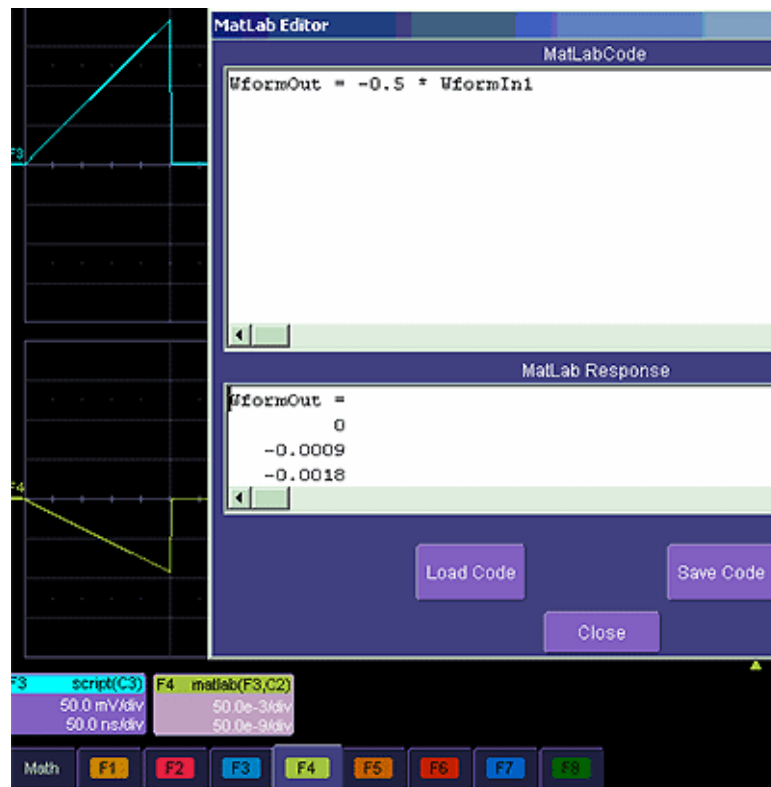 MatLab Editor
MatLabCode
WformOut = -0.5 * WformIn1
F3
MatLab Response
WformOut =
0
-0.0009
-0.0018
F4
Load Code
Save Code
Close
F3 script(C3)
50.0 mV/div
50.0 ns/div
F4 matlab(F3,C2)
50.0e-3/div
50.0e-9/div
Math F1 F2 F3 F4 F5 F6 F7 F8